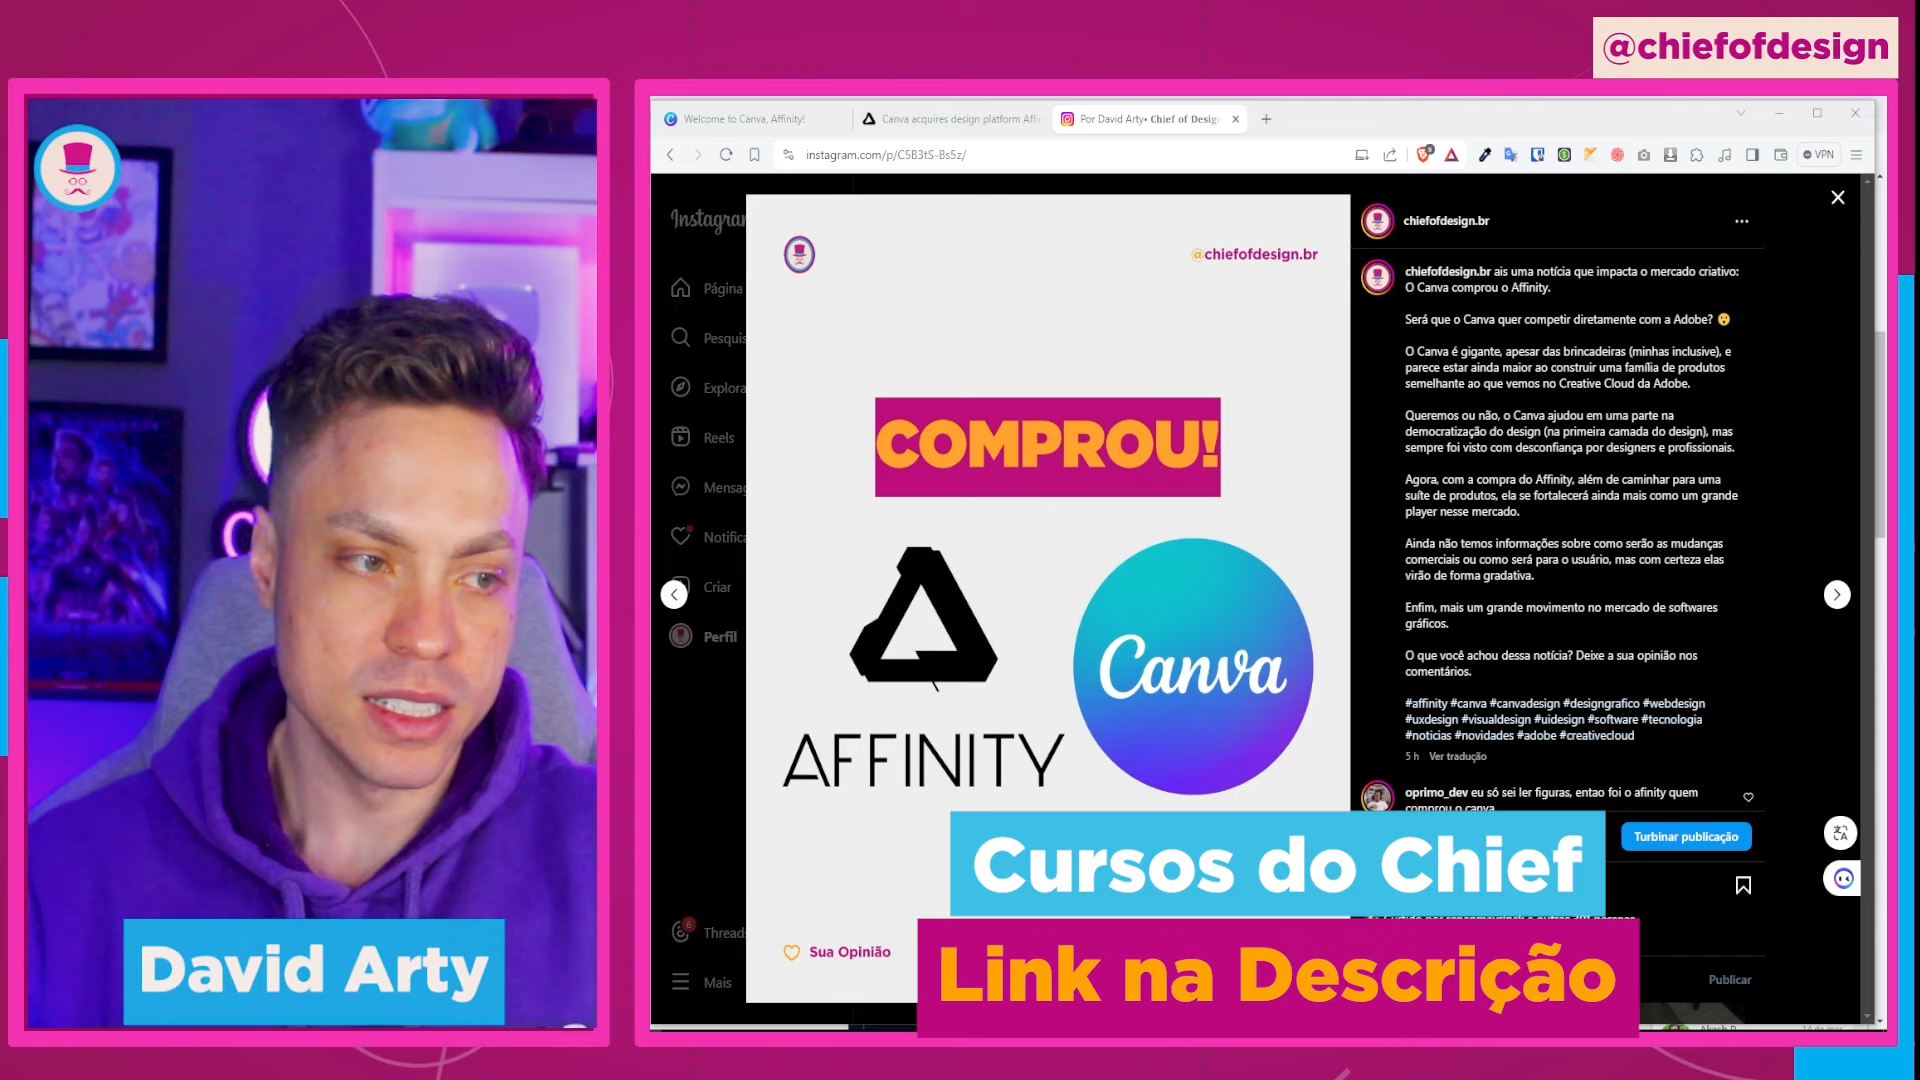 @chiefofdesign
David Arty
Welcome to Canva, Affinity!
Canva acquires design platform Affi
Por David Arty• Chief of Desig
instagram.com/p/C5B3tS-Bs5z/
VPN
Instagram
Página
Pesquis
Explora
Reels
Mensag
Notifica
Criar
Perfil
6
Threads
Mais
@chiefofdesign.br
COMPROU!
AFFINITY
Canva
Sua Opinião
chiefofdesign.br
chiefofdesign.br ais uma notícia que impacta o mercado criativo:
O Canva comprou o Affinity.
Será que o Canva quer competir diretamente com a Adobe? 😮
O Canva é gigante, apesar das brincadeiras (minhas inclusive), e
parece estar ainda maior ao construir uma família de produtos
semelhante ao que vemos no Creative Cloud da Adobe.
Queremos ou não, o Canva ajudou em uma parte na
democratização do design (na primeira camada do design), mas
sempre foi visto com desconfiança por designers e profissionais.
Agora, com a compra do Affinity, além de caminhar para uma
suíte de produtos, ela se fortalecerá ainda mais como um grande
player nesse mercado.
Ainda não temos informações sobre como serão as mudanças
comerciais ou como será para o usuário, mas com certeza elas
virão de forma gradativa.
Enfim, mais um grande movimento no mercado de softwares
gráficos.
O que você achou dessa notícia? Deixe a sua opinião nos
comentários.
#affinity #canva #canvadesign #designgrafico #webdesign
#uxdesign #visualdesign #uidesign #software #tecnologia
#noticias #novidades #adobe #creativecloud
5 h Ver tradução
oprimo_dev eu só sei ler figuras, entao foi o afinity quem
comprou o canva
Turbinar publicação
Publicar
Cursos do Chief
Link na Descrição